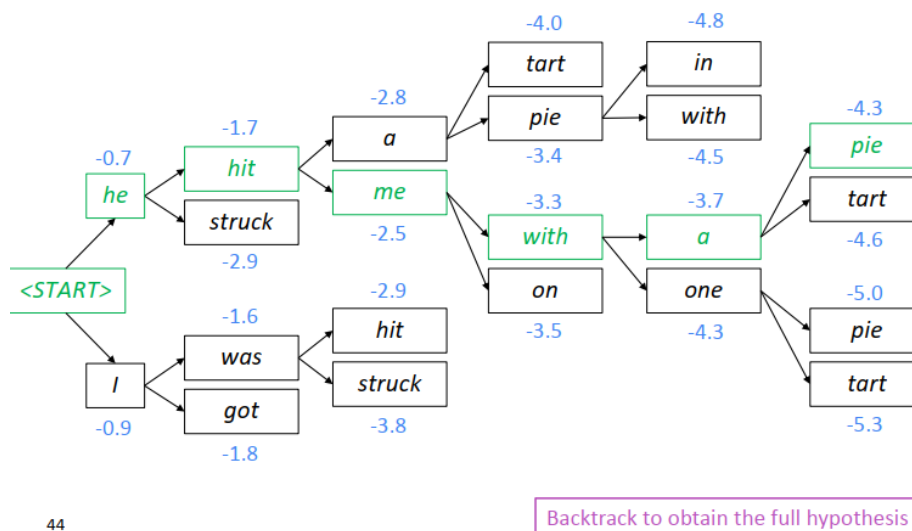 -4.0 -4.8
tart in
-2.8
-1.7 a pie with -4.3
-0.7 hit -3.4 -4.5 pie
he me -3.3 -3.7 tart
struck -2.5 with a -4.6
-2.9
<START> -2.9 on one -5.0
-1.6 hit -3.5 -4.3 pie
I was struck tart
-0.9 got -3.8 -5.3
-1.8
44 Backtrack to obtain the full hypothesis